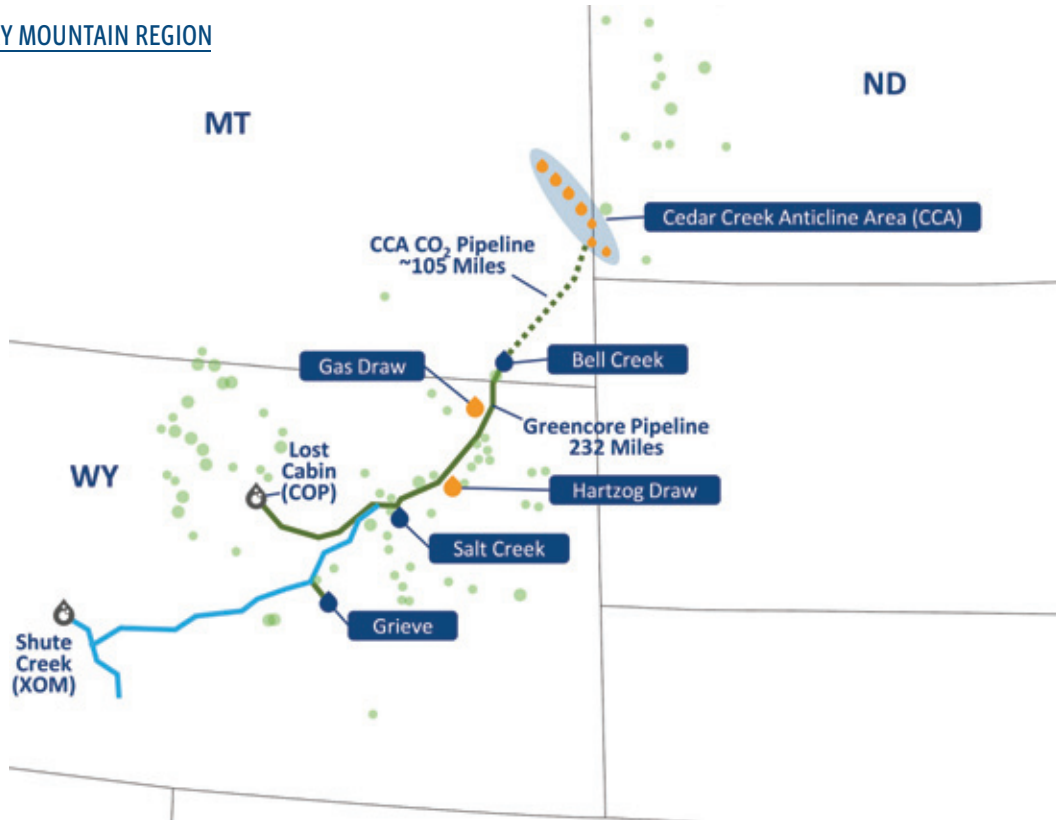 Y MOUNTAIN REGION
MT
ND
Cedar Creek Anticline Area (CCA)
CCA CO₂ Pipeline
~105 Miles
Gas Draw
Bell Creek
Greencore Pipeline
232 Miles
Lost
Cabin
(COP)
WY
Hartzog Draw
Salt Creek
Grieve
Shute
Creek
(XOM)